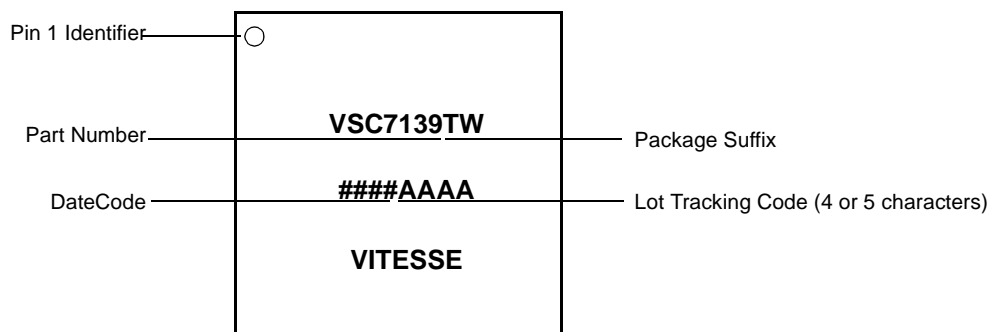 Pin 1 Identifier
VSC7139TW
Part Number
Package Suffix
####AAAA
DateCode
Lot Tracking Code (4 or 5 characters)
VITESSE